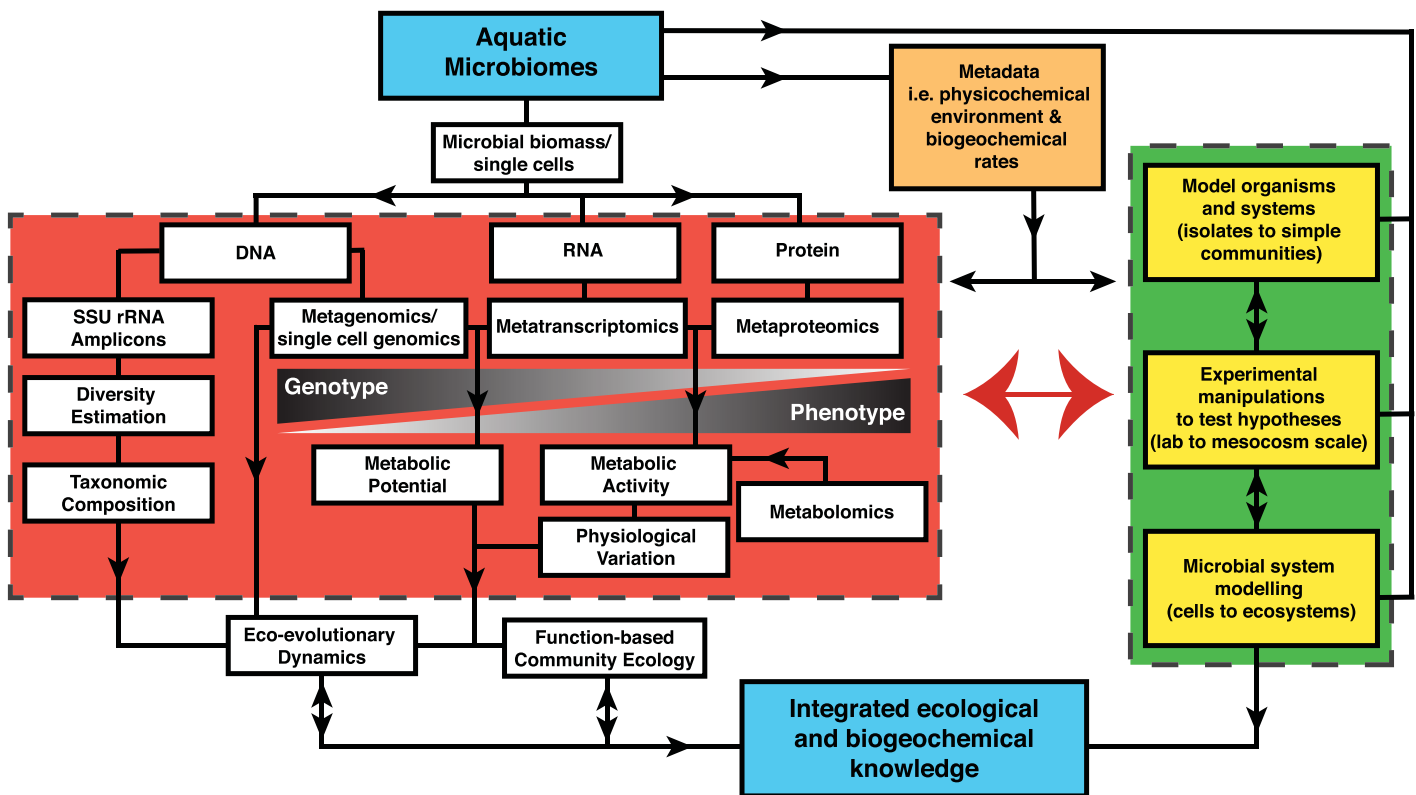 Aquatic
Microbiomes
Metadata
i.e. physicochemical
environment &
biogeochemical
rates
Microbial biomass/
single cells
Model organisms
and systems
(isolates to simple
communities)
DNA
RNA
Protein
SSU rRNA
Amplicons
Metagenomics/
single cell genomics
Metatranscriptomics
Metaproteomics
Genotype
Phenotype
Experimental
manipulations
to test hypotheses
(lab to mesocosm scale)
Diversity
Estimation
Taxonomic
Composition
Metabolic
Potential
Metabolic
Activity
Metabolomics
Physiological
Variation
Microbial system
modelling
(cells to ecosystems)
Eco-evolutionary
Dynamics
Function-based
Community Ecology
Integrated ecological
and biogeochemical
knowledge